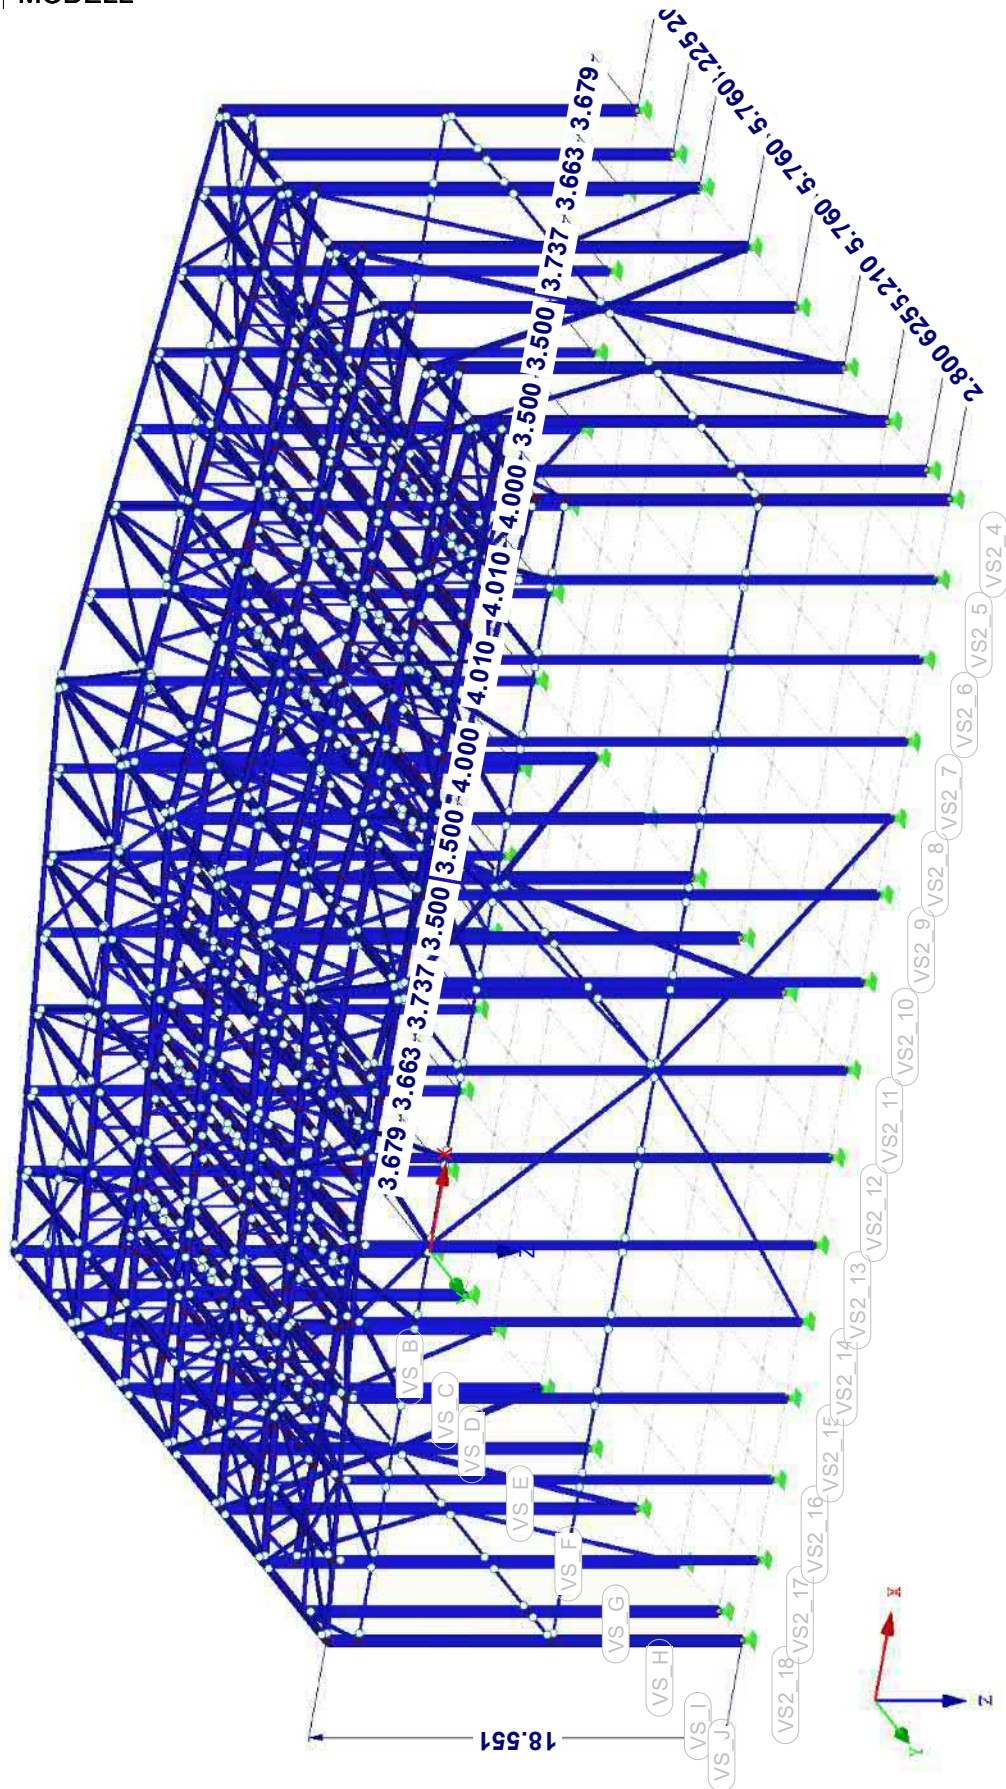 MODELL
3.679
3.663
3.737
3.500
3.500
4.000
4.010
4.010
4.000
3.500
3.500
3.737
3.663
3.679
5.760
5.760
5.760
5.210
2.800
18.551
X
Z
VS_B
VS_C
VS_D
VS_E
VS_F
VS_G
VS_H
VS_I
VS_J
VS2_4
VS2_5
VS2_6
VS2_7
VS2_8
VS2_9
VS2_10
VS2_11
VS2_12
VS2_13
VS2_14
VS2_15
VS2_16
VS2_17
VS2_18
X
Y
Z